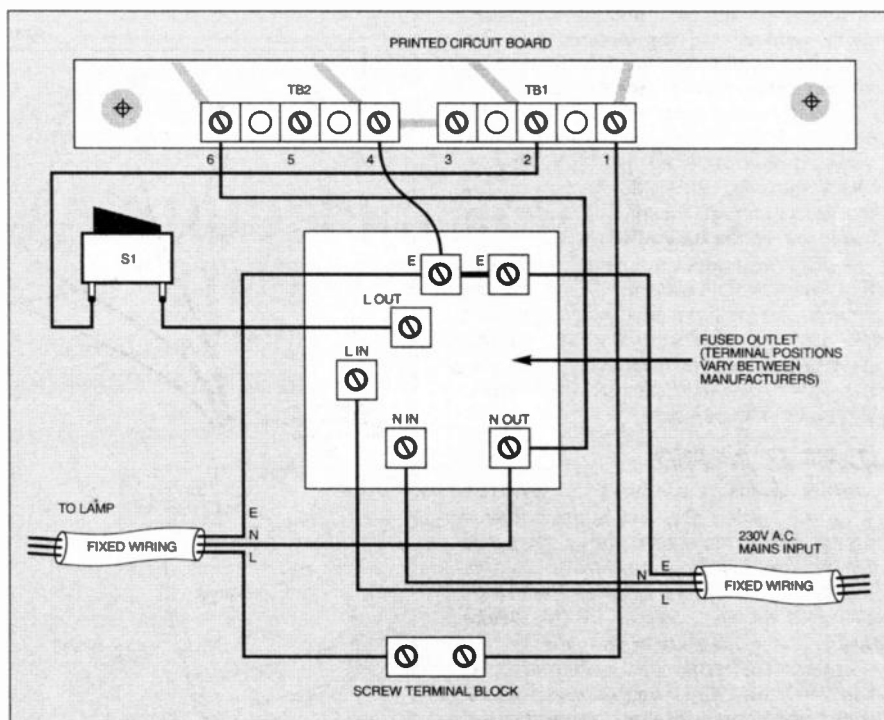 PRINTED CIRCUIT BOARD
TB2
TB1
6
5
4
3
2
1
S1
E
E
L OUT
L IN
N IN
N OUT
FUSED OUTLET
(TERMINAL POSITIONS
VARY BETWEEN
MANUFACTURERS)
TO LAMP
FIXED WIRING
E
N
L
230V A.C.
MAINS INPUT
E
N
L
FIXED WIRING
SCREW TERMINAL BLOCK